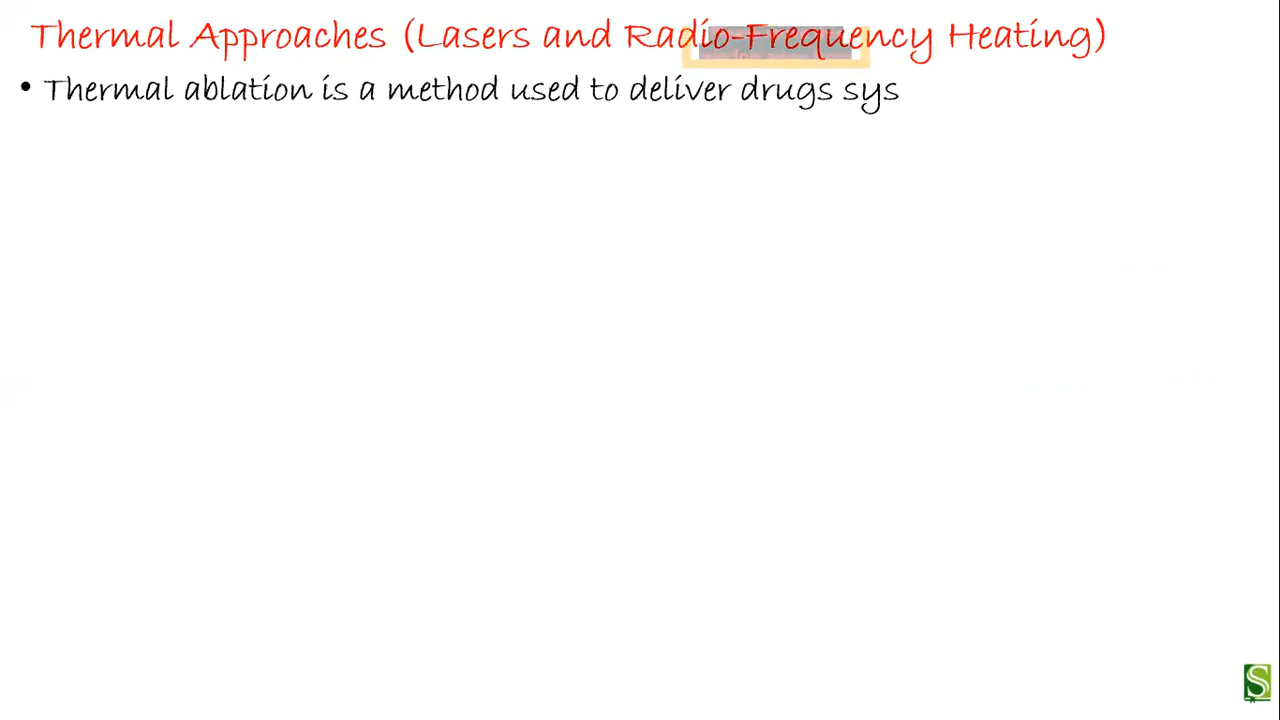 Thermal Approaches (Lasers and Radio-Frequency Heating)
• Thermal ablation is a method used to deliver drugs sys